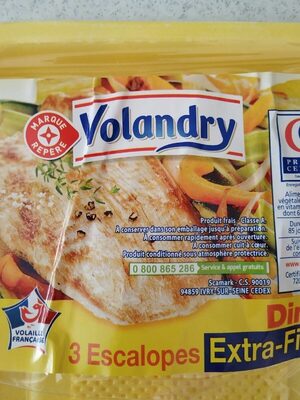 MARQUE
REPÈRE
Volandry
Produit frais - Classe A.
A conserver dans son emballage jusqu'à préparation.
A consommer rapidement après ouverture.
A consommer cuit à cœur.
Produit conditionné sous atmosphère protectrice.
0 800 865 286 Service & appel gratuits
Scamark - C.S. 90019
94859 IVRY-SUR-SEINE CEDEX
VOLAILLE
FRANÇAISE
3 Escalopes Extra-Fi
Din